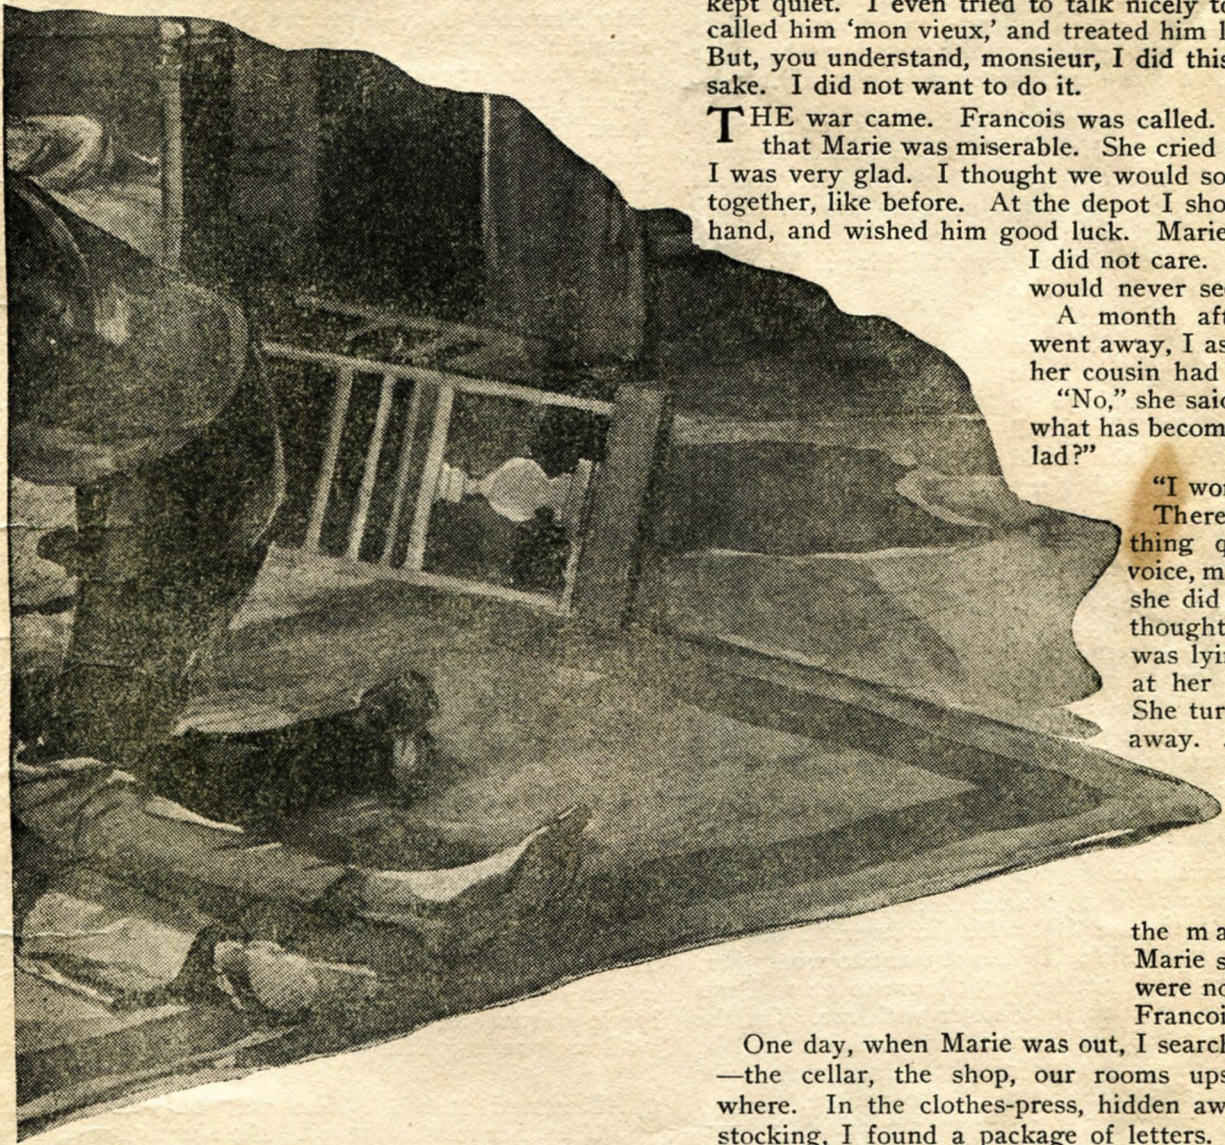 kept quiet. I even tried to talk nicely to
called him ‘mon vieux,’ and treated him l
But, you understand, monsieur, I did this
sake. I did not want to do it.
THE war came. Francois was called.
that Marie was miserable. She cried
I was very glad. I thought we would so
together, like before. At the depot I sho
hand, and wished him good luck. Marie
I did not care.
would never se
A month aft
went away, I as
her cousin had
“No,” she said
what has becom
lad?”
“I wo
There
thing q
voice, m
she did
thought
was lyi
at her
She tur
away.
the ma
Marie s
were no
Francoi
One day, when Marie was out, I search
—the cellar, the shop, our rooms ups
where. In the clothes-press, hidden aw
stocking, I found a package of letters.